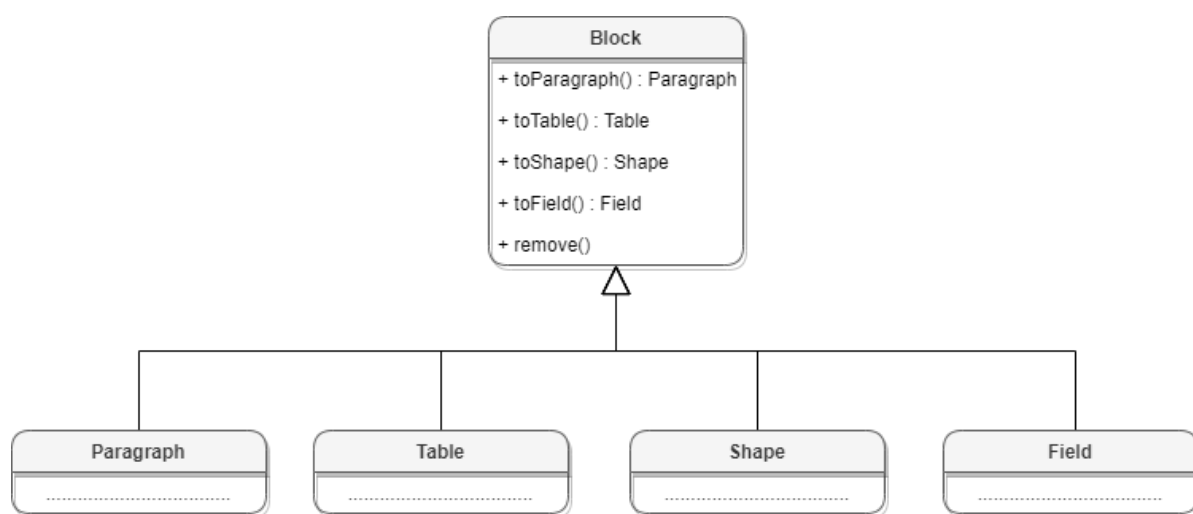 Block
+ toParagraph() : Paragraph
+ toTable() : Table
+ toShape() : Shape
+ toField() : Field
+ remove()
Paragraph
Table
Shape
Field
...................................
...................................
...................................
...................................